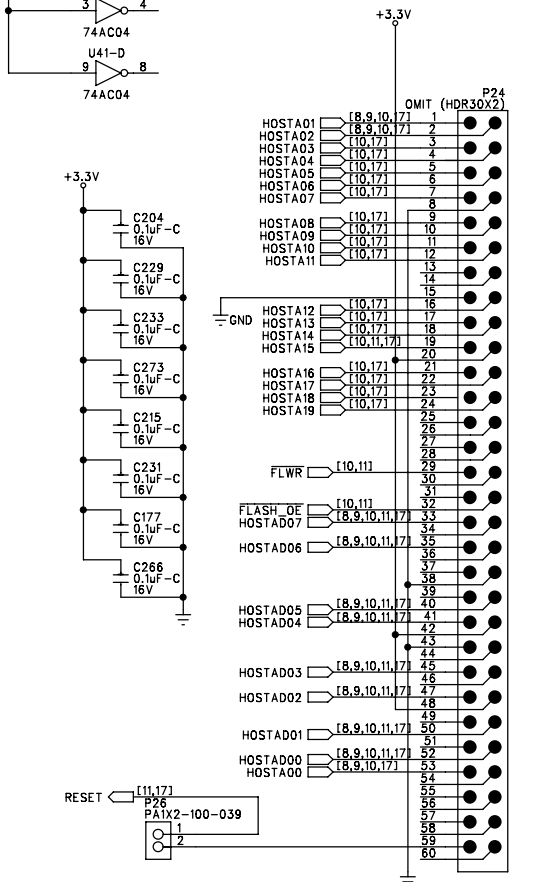 3 4
74AC04
U41-D
9 8
74AC04
+3.3V
P24
OMIT (HDR30X2)
HOSTA01 [8,9,10,17] 1
HOSTA02 [8,9,10,17] 2
HOSTA03 [10,17] 3
HOSTA04 [10,17] 4
HOSTA05 [10,17] 5
HOSTA06 [10,17] 6
HOSTA07 [10,17] 7
8
HOSTA08 [10,17] 9
HOSTA09 [10,17] 10
HOSTA10 [10,17] 11
HOSTA11 [10,17] 12
13
14
15
GND
HOSTA12 [10,17] 16
HOSTA13 [10,17] 17
HOSTA14 [10,17] 18
HOSTA15 [10,11,17] 19
20
HOSTA16 [10,17] 21
HOSTA17 [10,17] 22
HOSTA18 [10,17] 23
HOSTA19 [10,17] 24
25
26
27
28
FLWR [10,11] 29
30
31
FLASH_OE [10,11] 32
HOSTAD07 [8,9,10,11,17] 33
34
HOSTAD06 [8,9,10,11,17] 35
36
37
38
39
HOSTAD05 [8,9,10,11,17] 40
HOSTAD04 [8,9,10,11,17] 41
42
43
44
HOSTAD03 [8,9,10,11,17] 45
46
HOSTAD02 [8,9,10,11,17] 47
48
49
HOSTAD01 [8,9,10,11,17] 50
51
HOSTAD00 [8,9,10,11,17] 52
HOSTA00 [8,9,10,17] 53
54
55
56
57
58
59
60
+3.3V
C204
0.1uF-C
16V
C229
0.1uF-C
16V
C233
0.1uF-C
16V
C273
0.1uF-C
16V
C215
0.1uF-C
16V
C231
0.1uF-C
16V
C177
0.1uF-C
16V
C266
0.1uF-C
16V
RESET [11,17]
P26
PA1X2-100-039
1
2